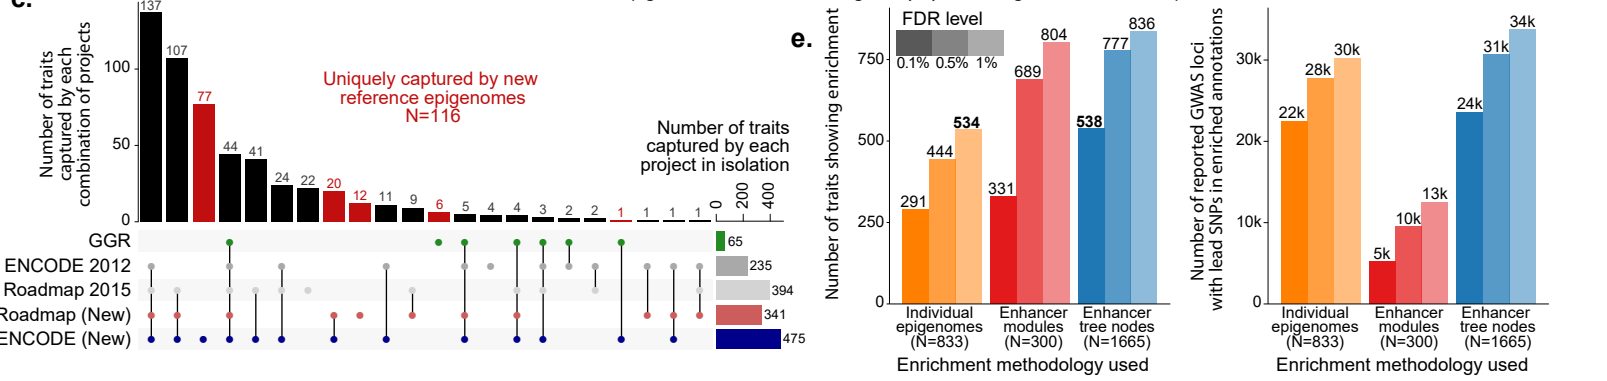 c.
Number of traits
captured by each
combination of projects
100
50
0
137
107
77
44
41
24
22
20
12
11
9
6
5
4
4
3
2
2
1
1
1
1
Uniquely captured by new
reference epigenomes
N=116
Number of traits
captured by each
project in isolation
0
200
400
GGR
65
ENCODE 2012
235
Roadmap 2015
394
Roadmap (New)
341
ENCODE (New)
475
e.
Number of traits showing enrichment
750
500
250
0
FDR level
0.1% 0.5% 1%
291
444
534
331
689
804
538
777
836
Individual
epigenomes
(N=833)
Enhancer
modules
(N=300)
Enhancer
tree nodes
(N=1665)
Enrichment methodology used
Number of reported GWAS loci
with lead SNPs in enriched annotations
30k
20k
10k
0
22k
28k
30k
5k
10k
13k
24k
31k
34k
Individual
epigenomes
(N=833)
Enhancer
modules
(N=300)
Enhancer
tree nodes
(N=1665)
Enrichment methodology used